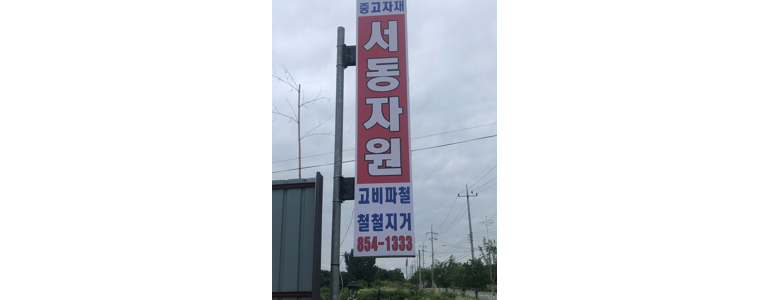 중고자재
서동자원
고철
비철
파지
철거
854-1333